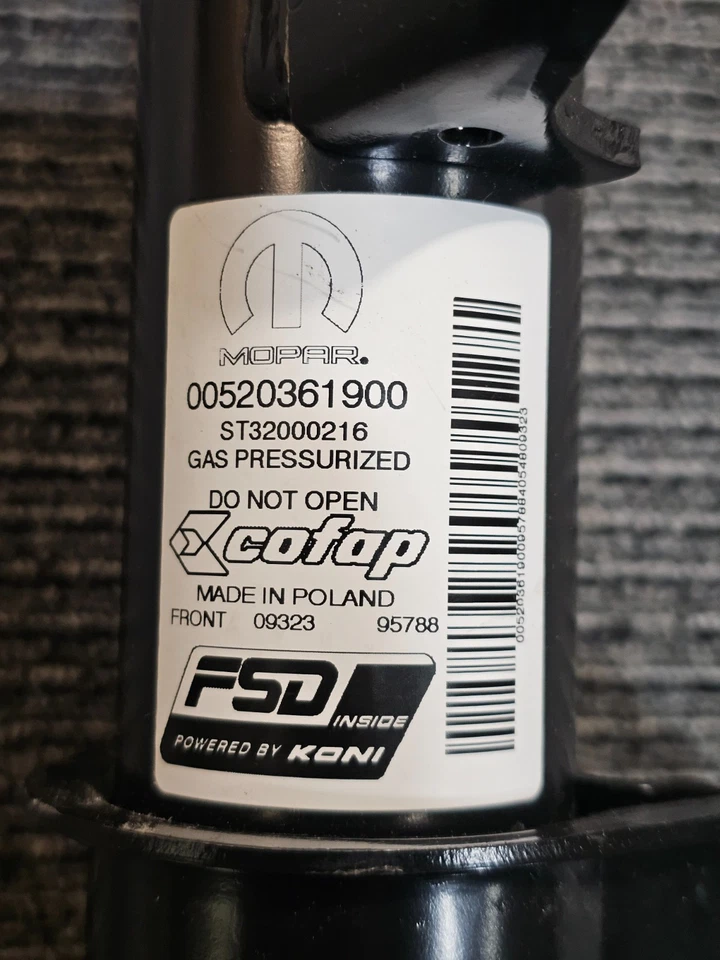 MOPAR.
00520361900
ST32000216
GAS PRESSURIZED
DO NOT OPEN
cofap
MADE IN POLAND
FRONT 09323 95788
FSD
INSIDE
POWERED BY KONI
005203619000957884054809323